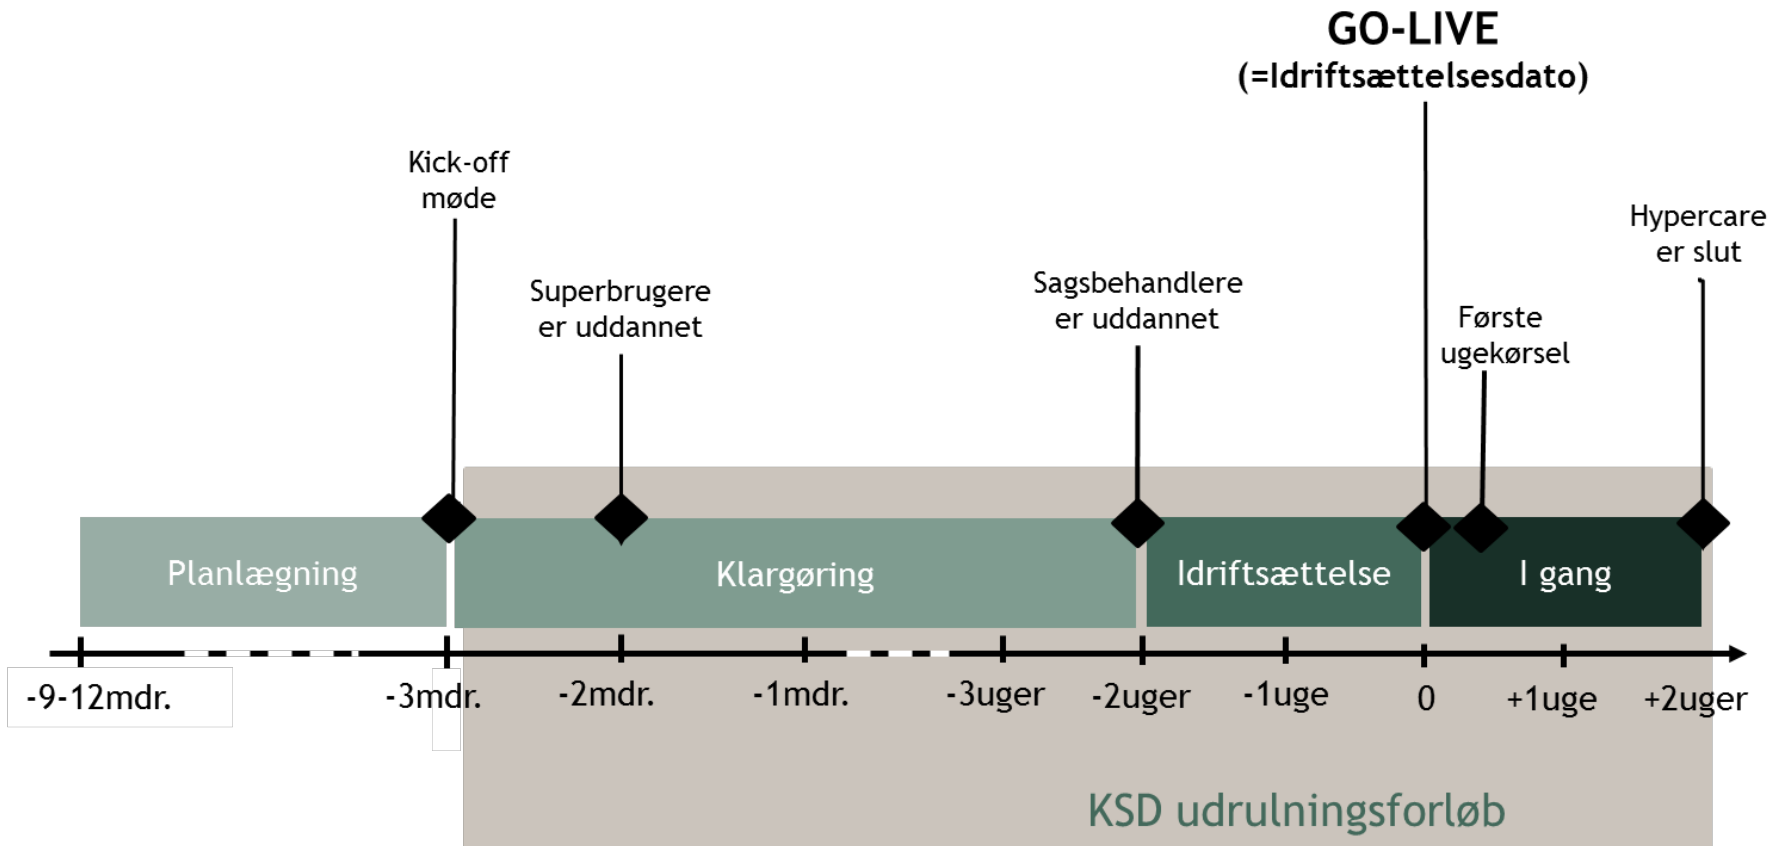 GO-LIVE
(=Idriftsættelsesdato)
Kick-off
møde
Superbrugere
er uddannet
Sagsbehandlere
er uddannet
Første
ugekørsel
Hypercare
er slut
Planlægning
Klargøring
Idriftsættelse
I gang
-9-12mdr.
-3mdr.
-2mdr.
-1mdr.
-3uger
-2uger
-1uge
0
+1uge
+2uger
KSD udrulningsforløb